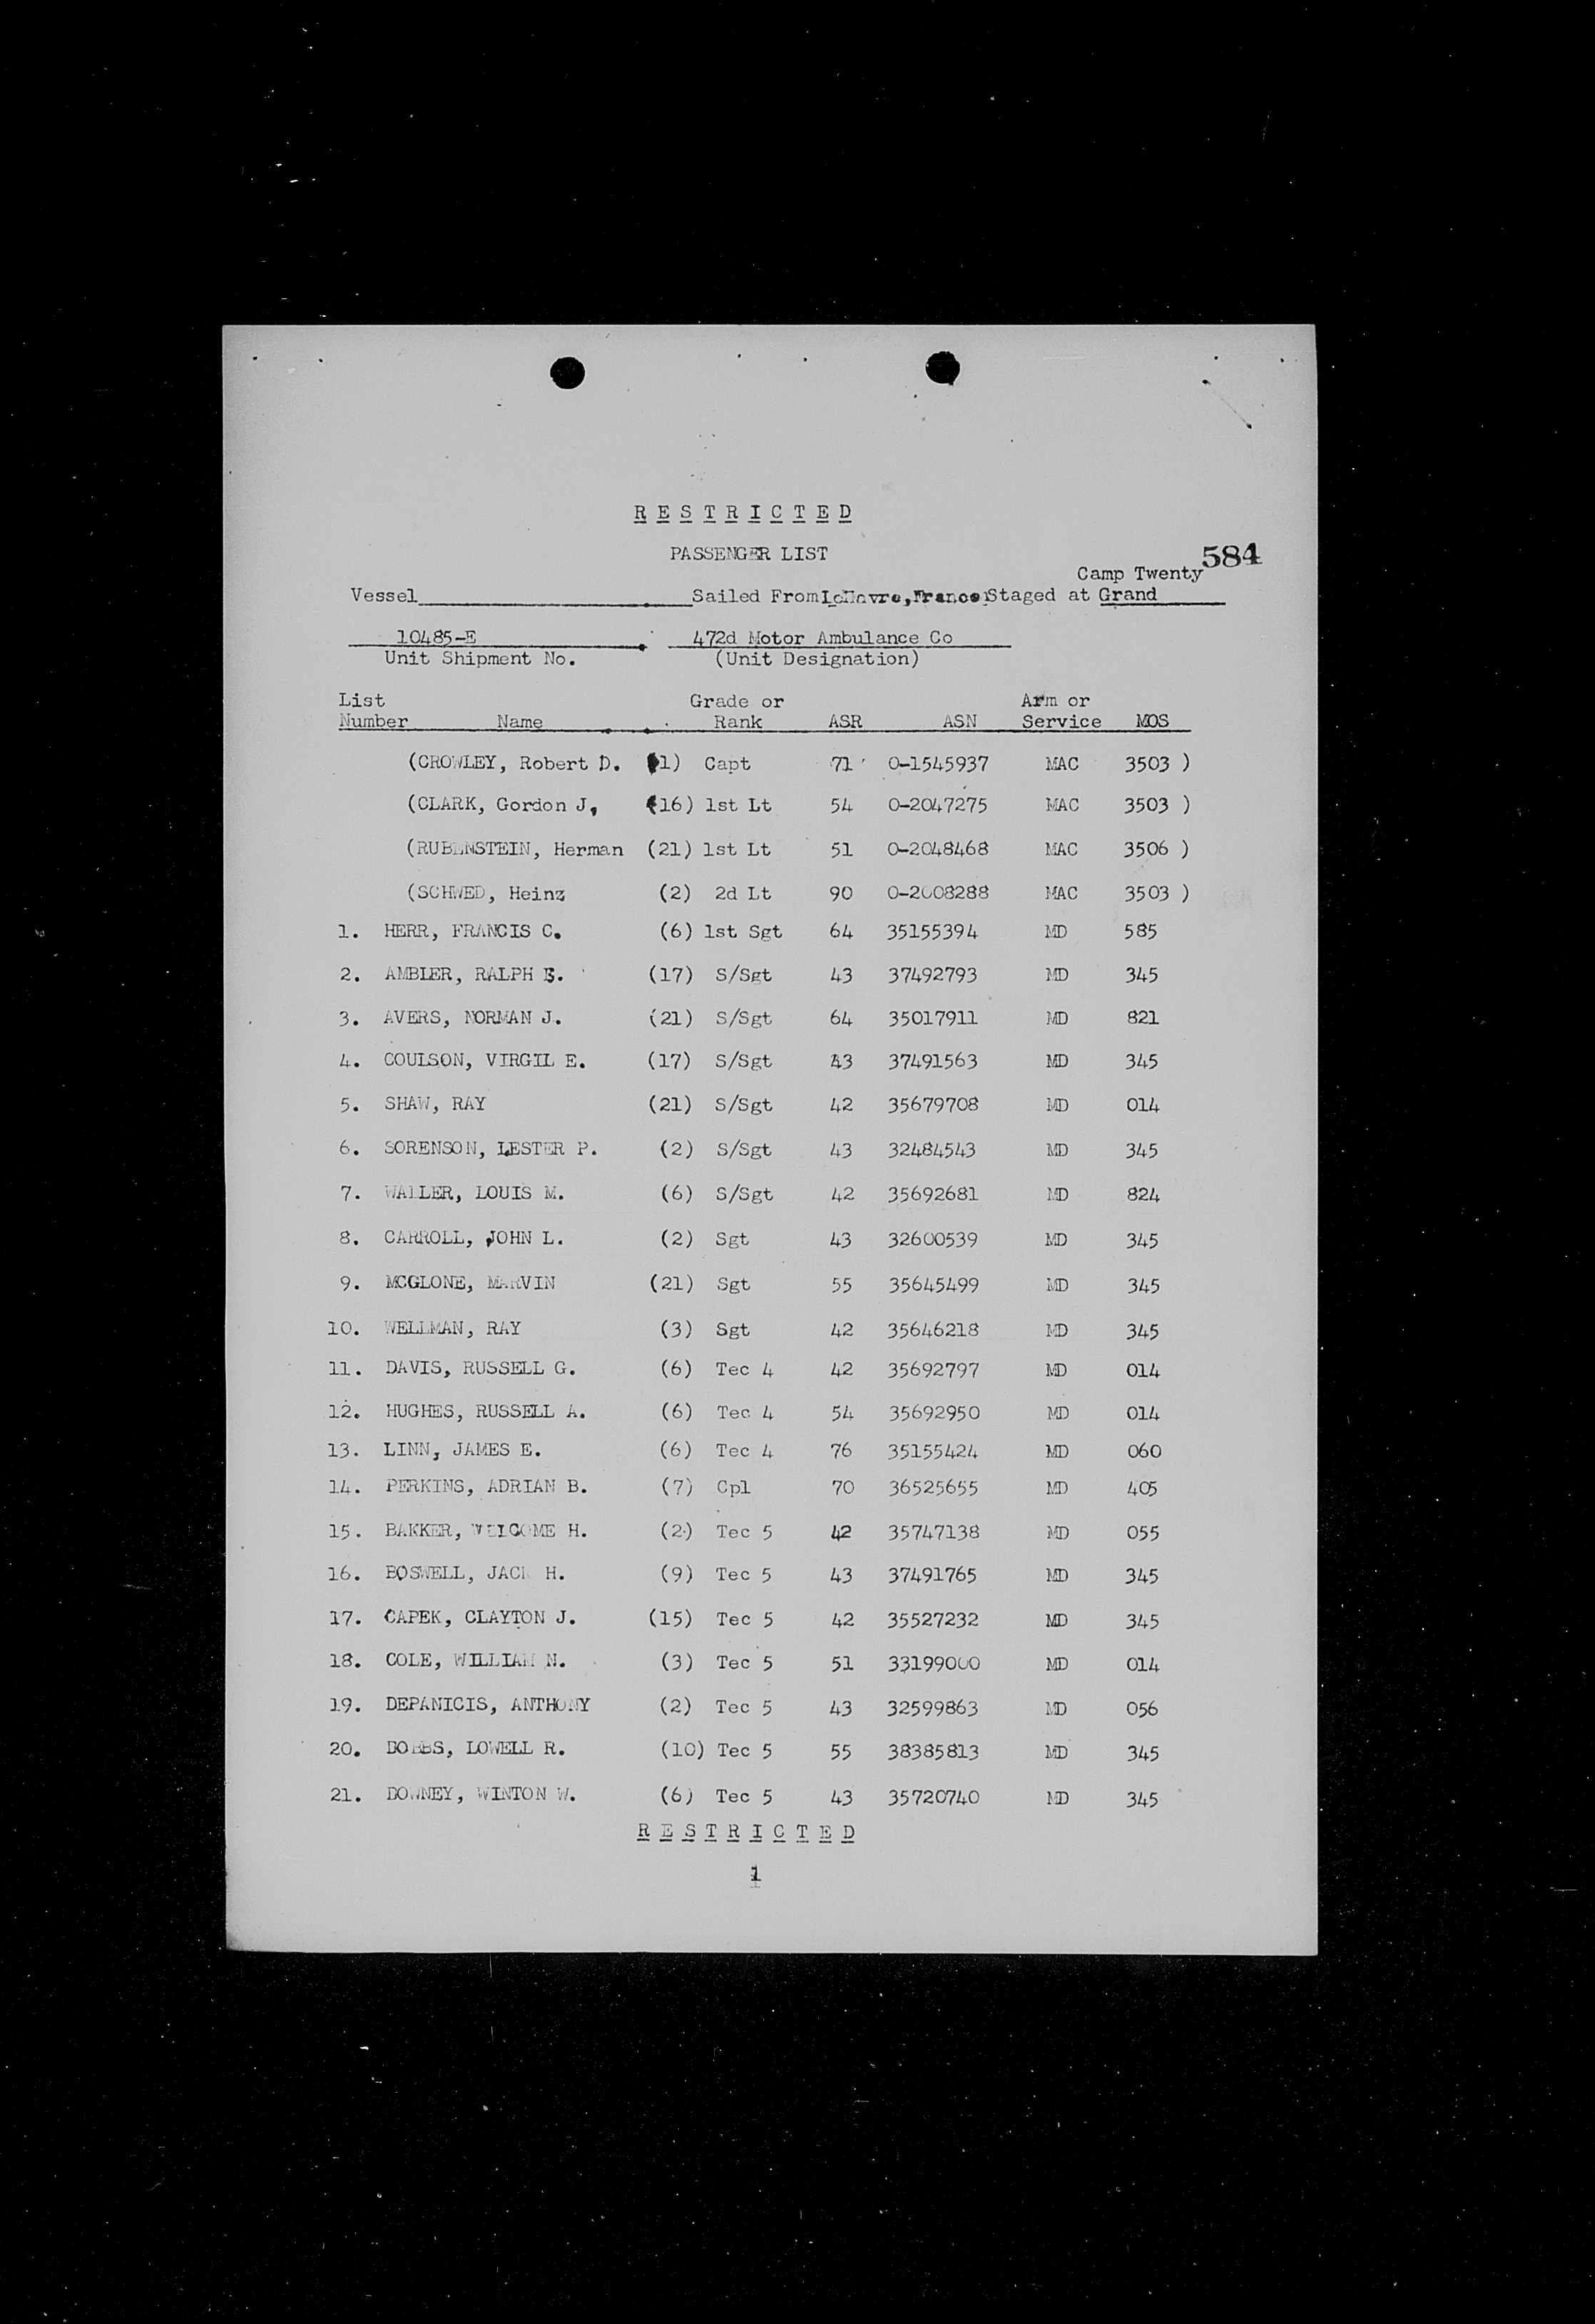 R E S T R I C T E D
PASSENGER LIST
584
Camp Twenty
Vessel Sailed From LeHavre, France Staged at Grand
10485-E 472d Motor Ambulance Co
Unit Shipment No. (Unit Designation)
List Grade or Arm or
Number Name Rank ASR ASN Service MOS
(CROWLEY, Robert D. (1) Capt 71 0-1545937 MAC 3503 )
(CLARK, Gordon J, (16) 1st Lt 54 0-2047275 MAC 3503 )
(RUBENSTEIN, Herman (21) 1st Lt 51 0-2048468 MAC 3506 )
(SCHWED, Heinz (2) 2d Lt 90 0-2008288 MAC 3503 )
1. HERR, FRANCIS C. (6) 1st Sgt 64 35155394 MD 585
2. AMBLER, RALPH E. (17) S/Sgt 43 37492793 MD 345
3. AVERS, NORMAN J. (21) S/Sgt 64 35017911 MD 821
4. COULSON, VIRGIL E. (17) S/Sgt 43 37491563 MD 345
5. SHAW, RAY (21) S/Sgt 42 35679708 MD 014
6. SORENSON, LESTER P. (2) S/Sgt 43 32484543 MD 345
7. WALLER, LOUIS M. (6) S/Sgt 42 35692681 MD 824
8. CARROLL, JOHN L. (2) Sgt 43 32600539 MD 345
9. MCGLONE, MARVIN (21) Sgt 55 35645499 MD 345
10. WELLMAN, RAY (3) Sgt 42 35646218 MD 345
11. DAVIS, RUSSELL G. (6) Tec 4 42 35692797 MD 014
12. HUGHES, RUSSELL A. (6) Tec 4 54 35692950 MD 014
13. LINN, JAMES E. (6) Tec 4 76 35155424 MD 060
14. PERKINS, ADRIAN B. (7) Cpl 70 36525655 MD 405
15. BAKKER, WELCOME H. (2) Tec 5 42 35747138 MD 055
16. BOSWELL, JACK H. (9) Tec 5 43 37491765 MD 345
17. CAPEK, CLAYTON J. (15) Tec 5 42 35527232 MD 345
18. COLE, WILLIAM N. (3) Tec 5 51 33199000 MD 014
19. DEPANICIS, ANTHONY (2) Tec 5 43 32599863 MD 056
20. DOBBS, LOWELL R. (10) Tec 5 55 38385813 MD 345
21. DOWNEY, WINTON W. (6) Tec 5 43 35720740 MD 345
R E S T R I C T E D
1